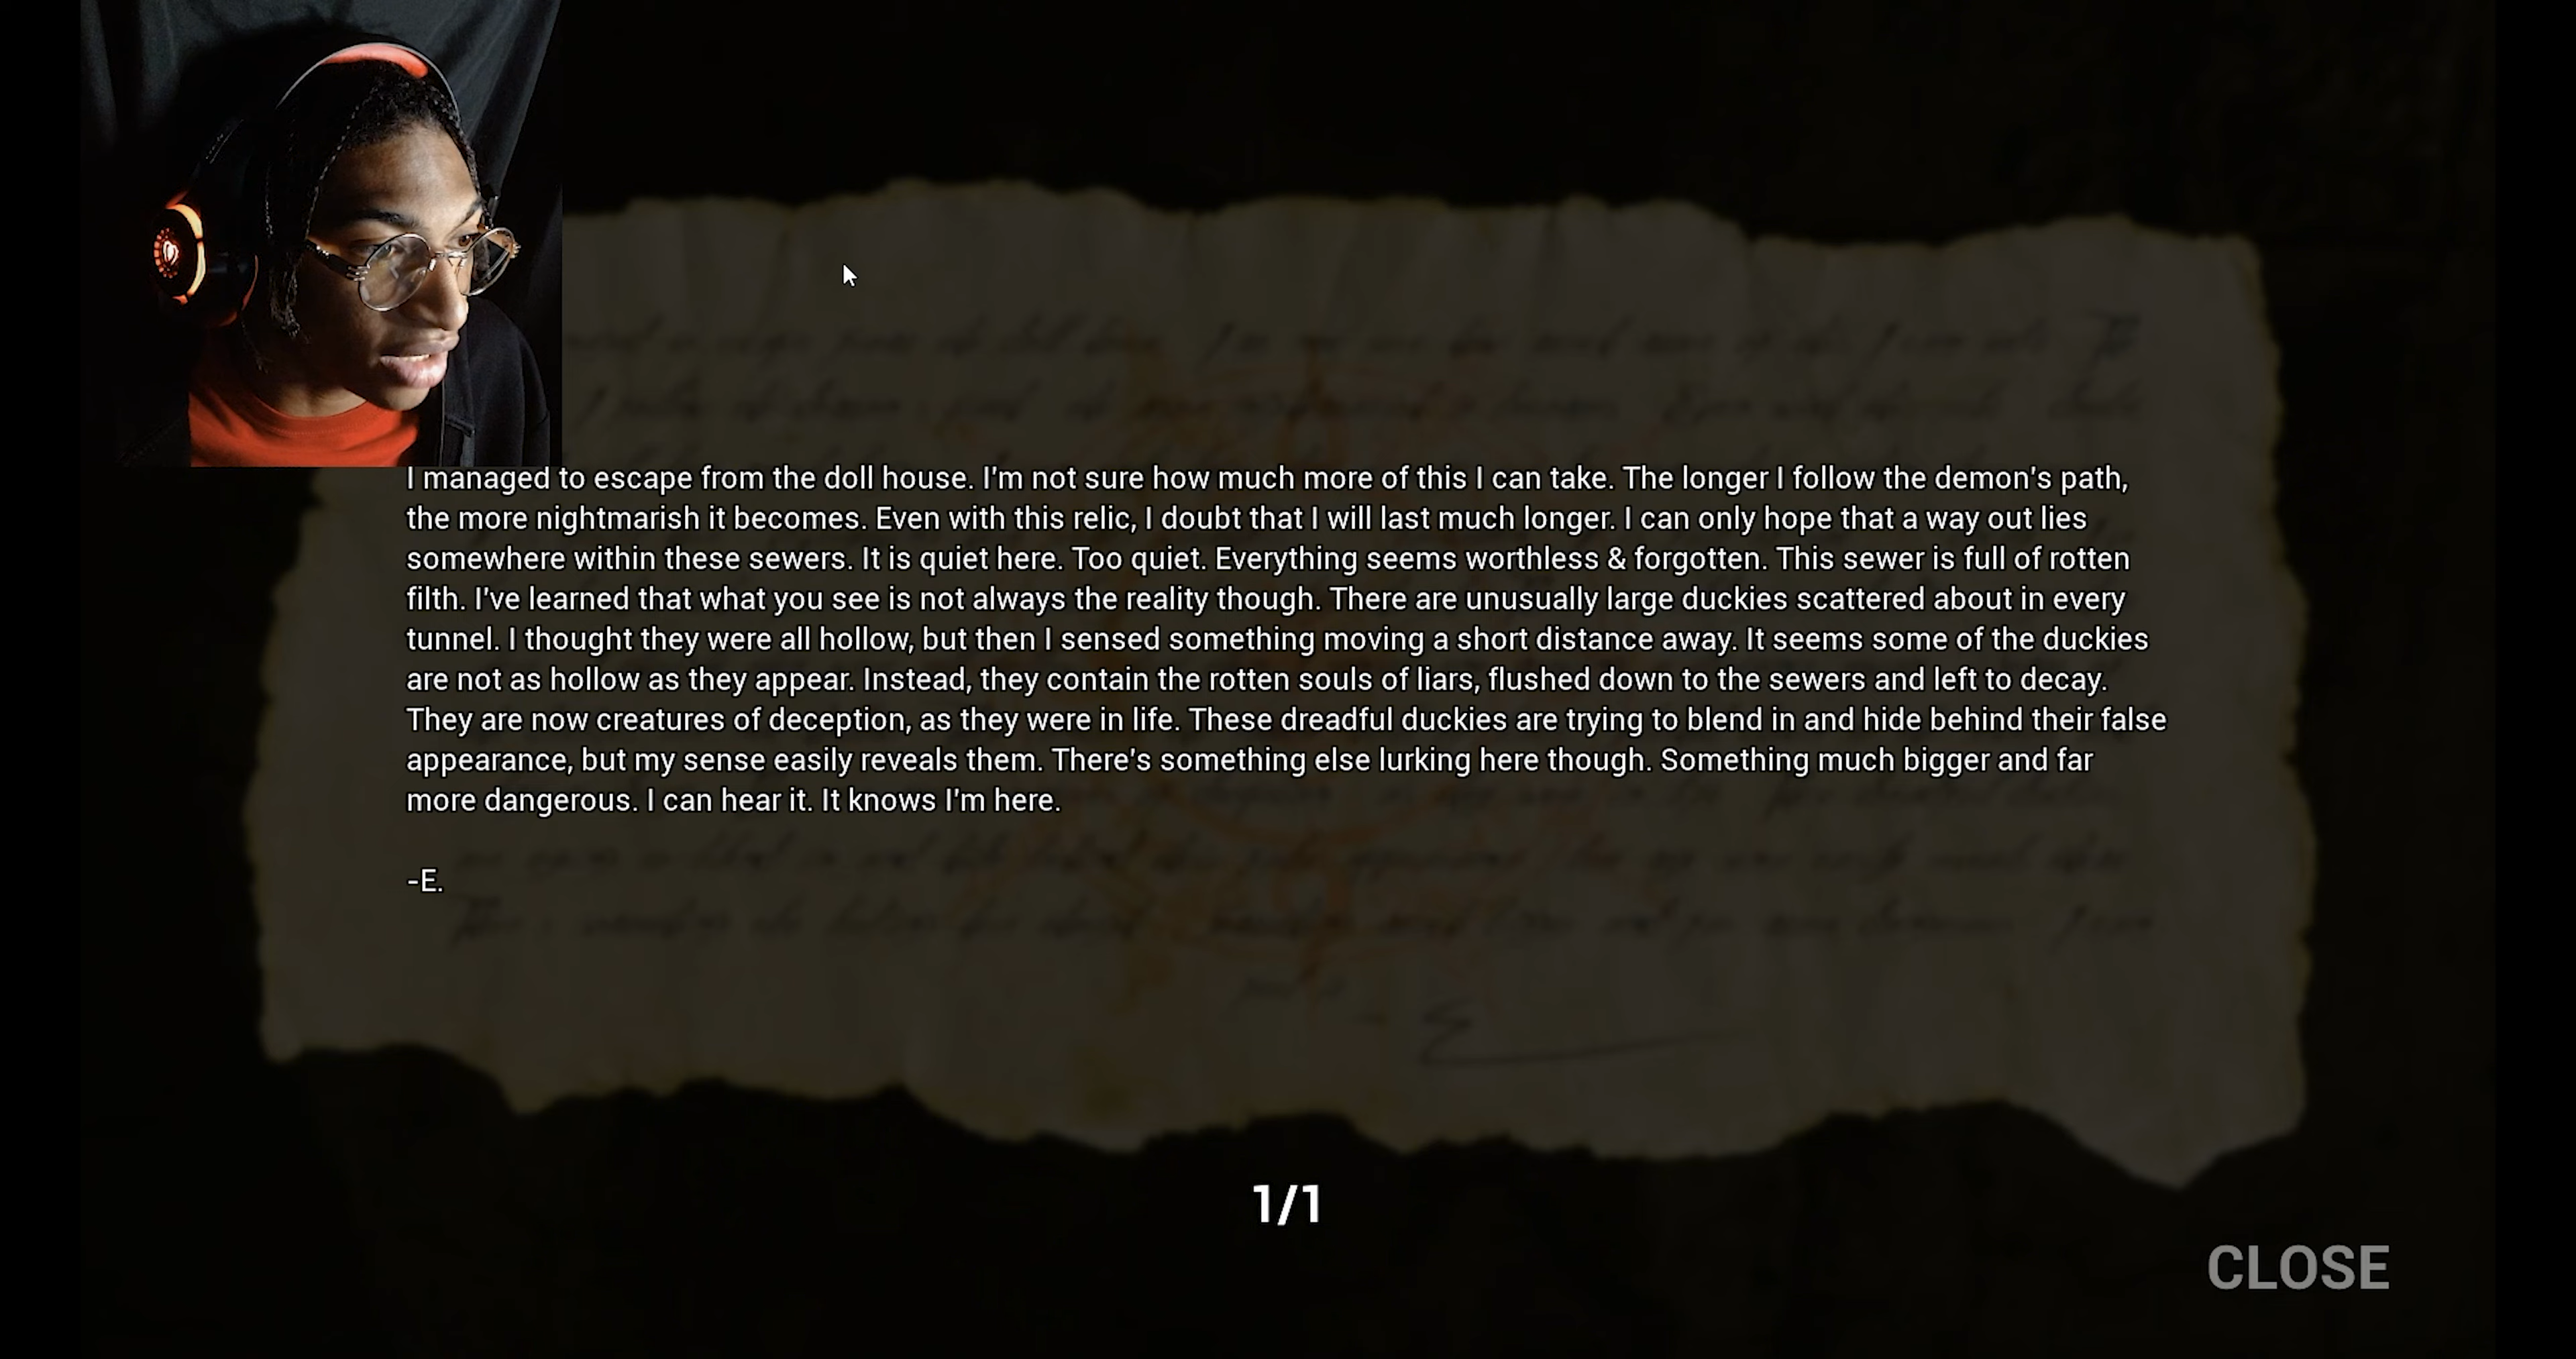 I managed to escape from the doll house. I'm not sure how much more of this I can take. The longer I follow the demon's path,
the more nightmarish it becomes. Even with this relic, I doubt that I will last much longer. I can only hope that a way out lies
somewhere within these sewers. It is quiet here. Too quiet. Everything seems worthless & forgotten. This sewer is full of rotten
filth. I've learned that what you see is not always the reality though. There are unusually large duckies scattered about in every
tunnel. I thought they were all hollow, but then I sensed something moving a short distance away. It seems some of the duckies
are not as hollow as they appear. Instead, they contain the rotten souls of liars, flushed down to the sewers and left to decay.
They are now creatures of deception, as they were in life. These dreadful duckies are trying to blend in and hide behind their false
appearance, but my sense easily reveals them. There's something else lurking here though. Something much bigger and far
more dangerous. I can hear it. It knows I'm here.
-E.
1/1
CLOSE